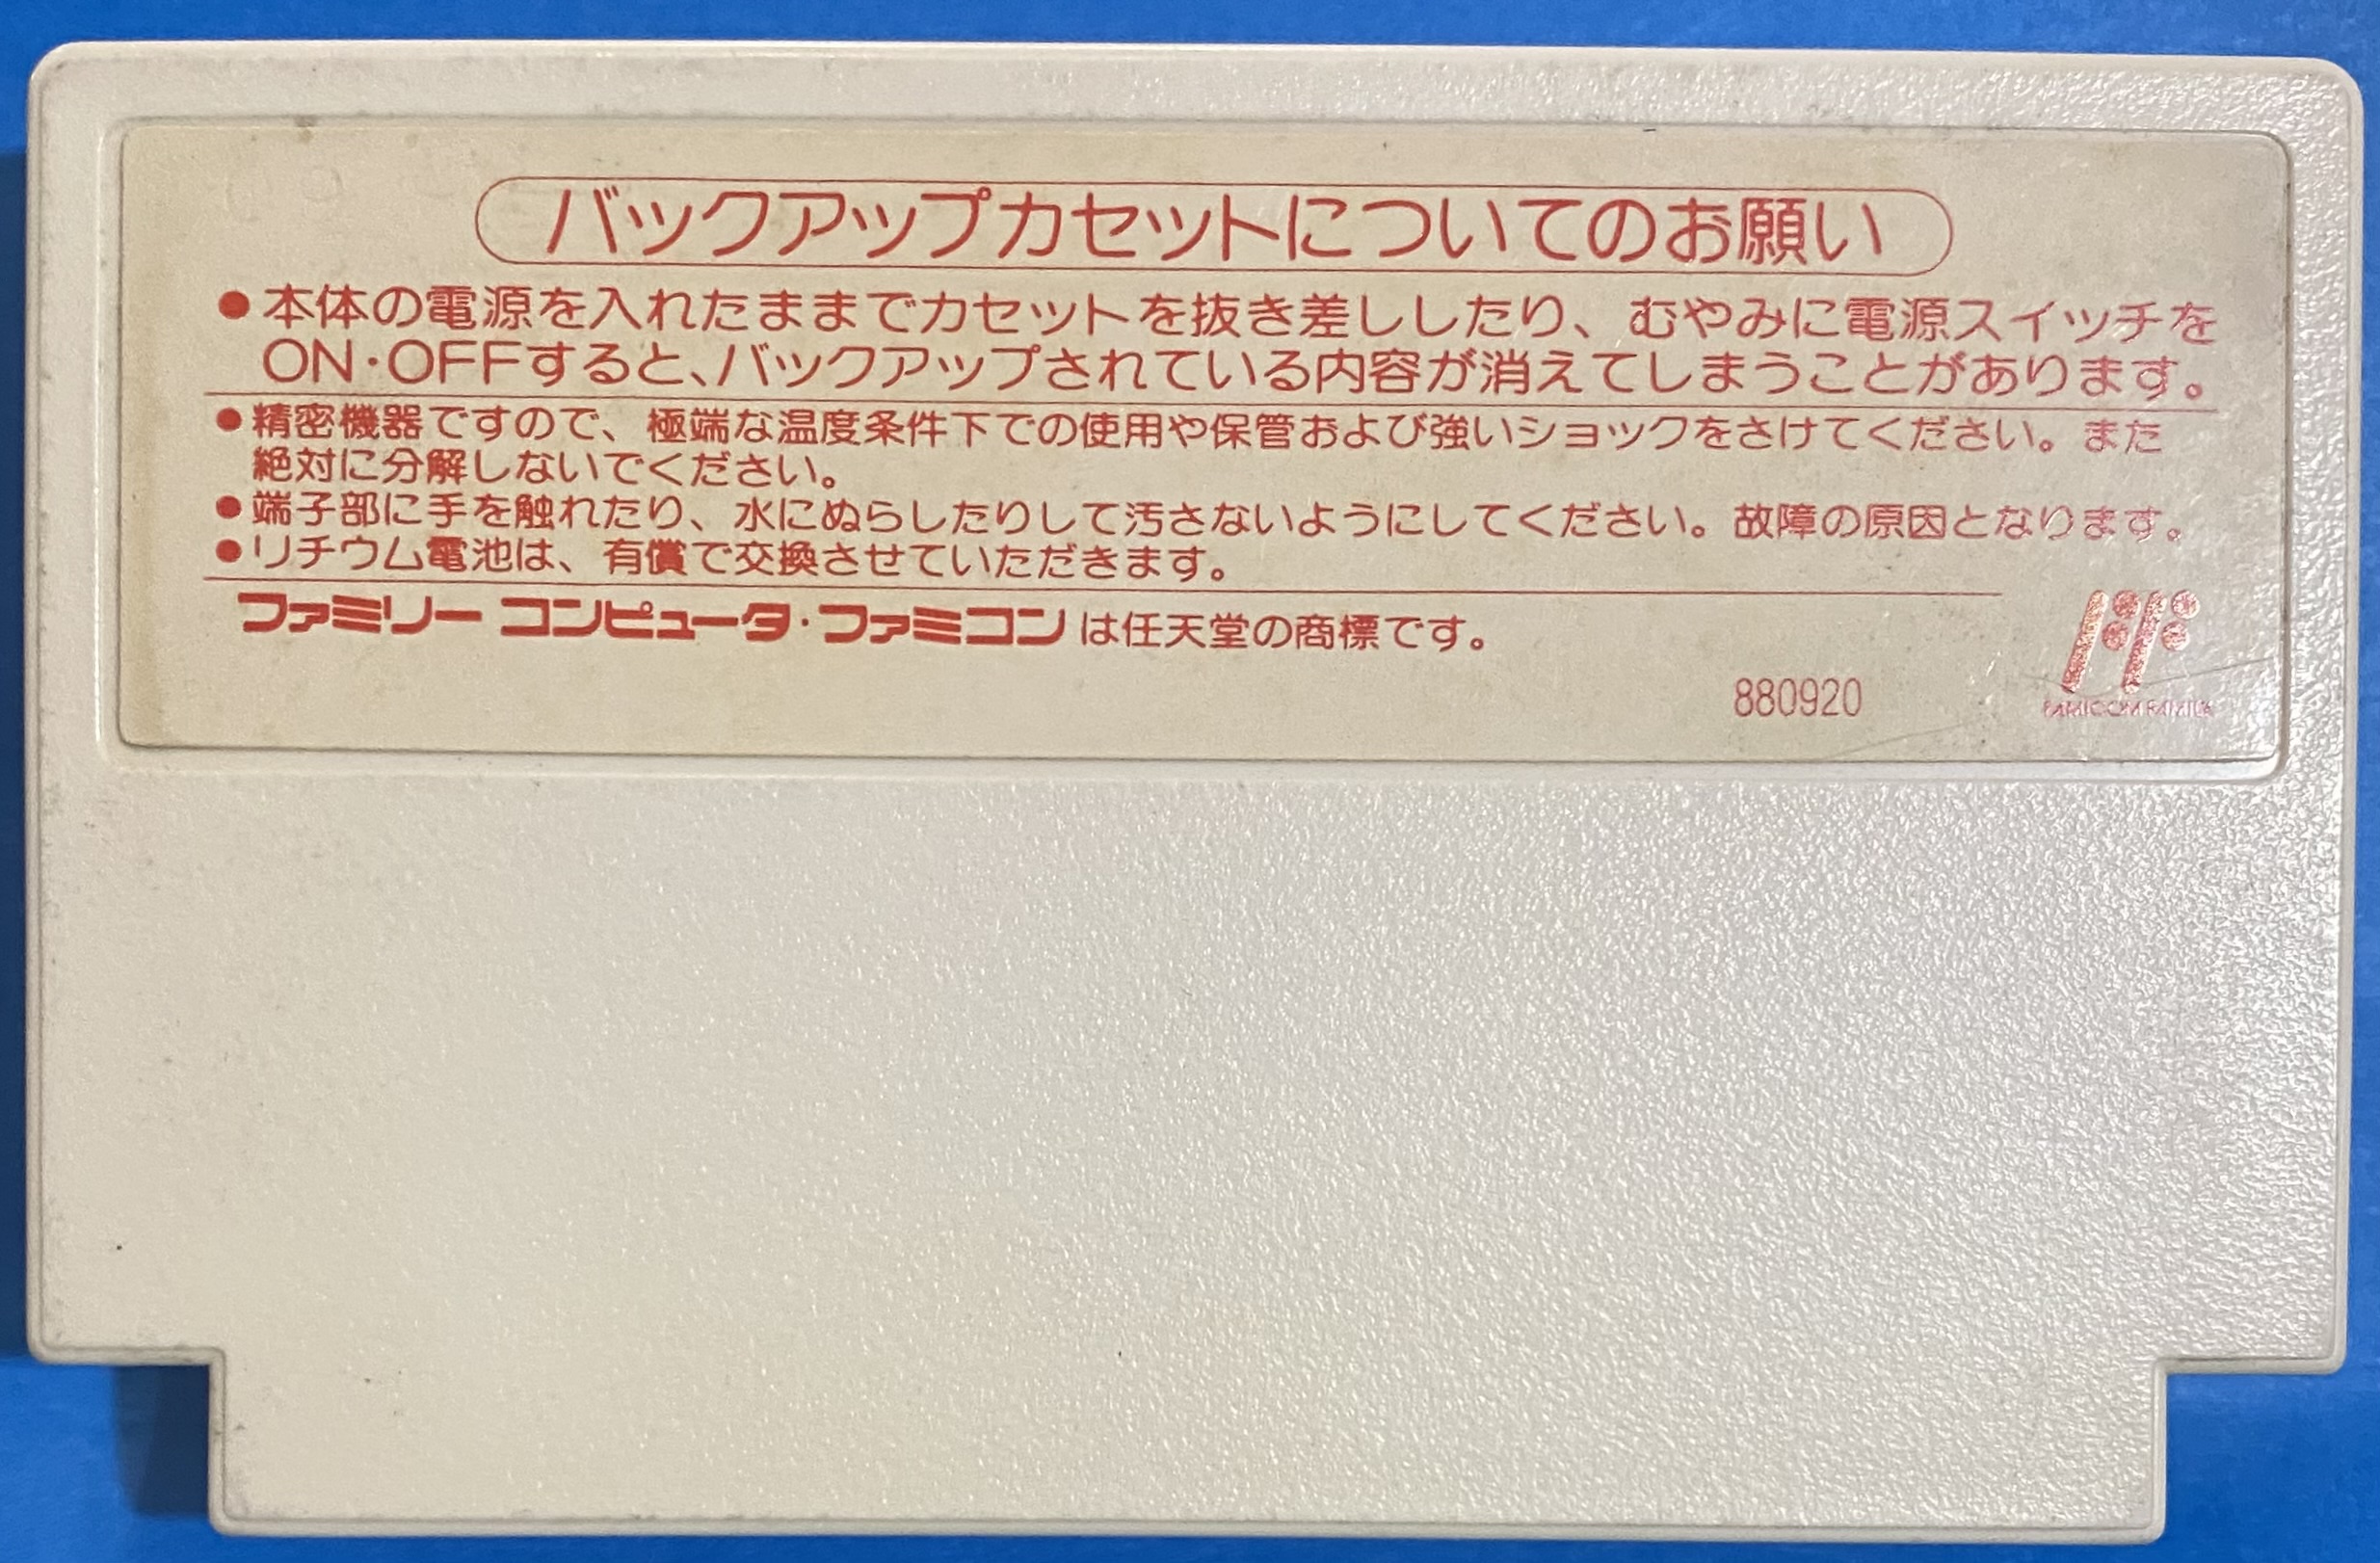 バックアップカセットについてのお願い
●本体の電源を入れたままでカセットを抜き差ししたり、むやみに電源スイッチを
ON・OFFすると、バックアップされている内容が消えてしまうことがあります。
●精密機器ですので、極端な温度条件下での使用や保管および強いショックをさけてください。また
絶対に分解しないでください。
●端子部に手を触れたり、水にぬらしたりして汚さないようにしてください。故障の原因となります。
●リチウム電池は、有償で交換させていただきます。
ファミリー コンピュータ・ファミコンは任天堂の商標です。
FAMICOM FAMILY
880920